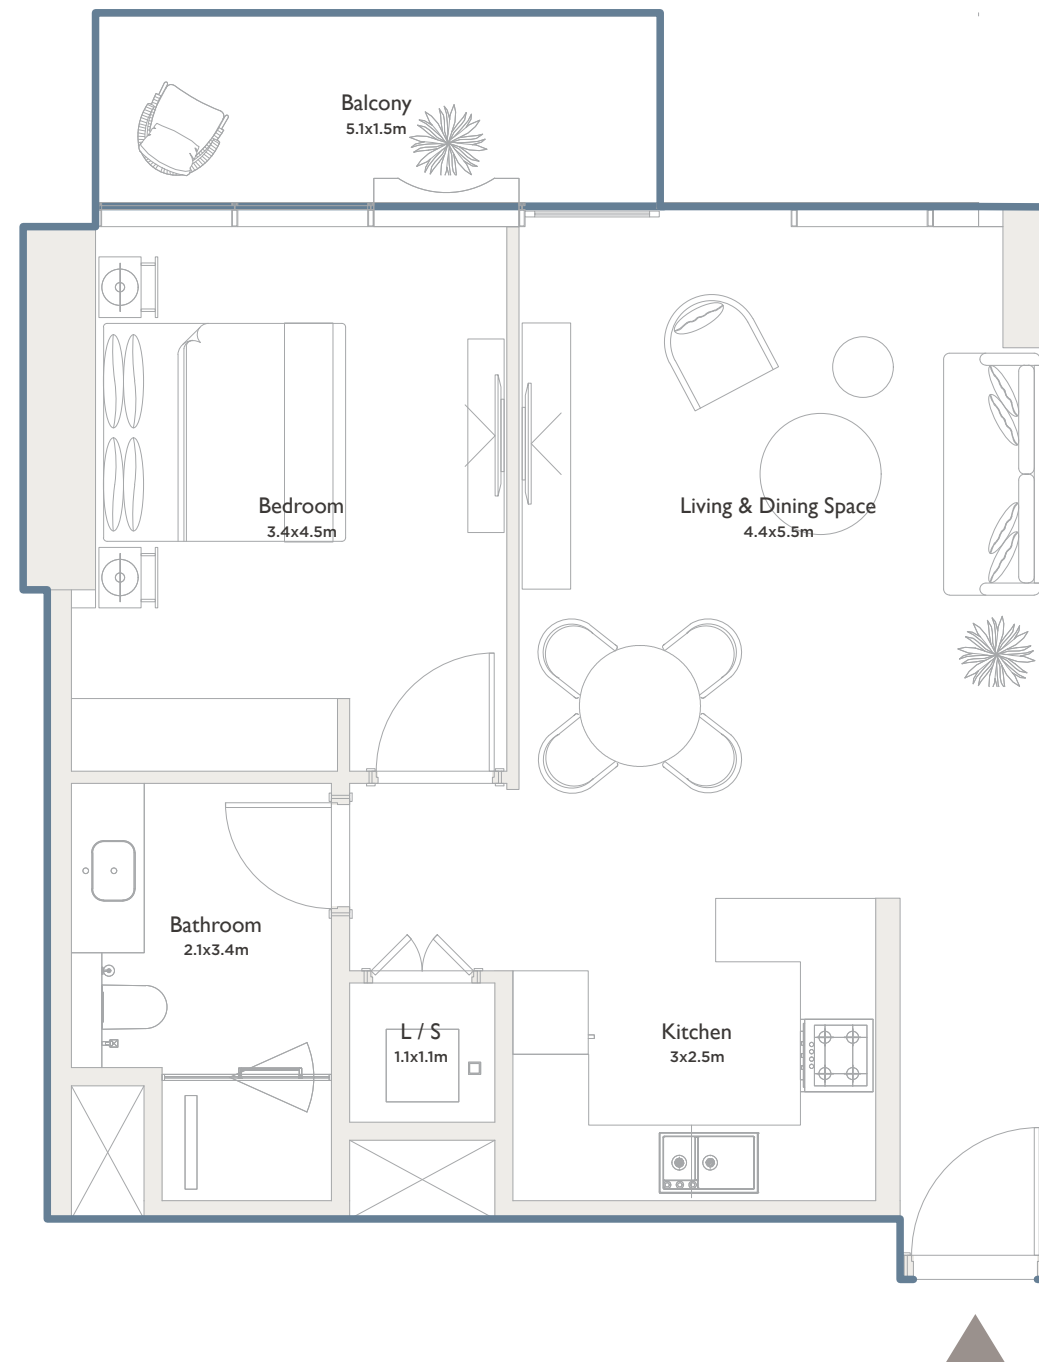 Balcony
5.1x1.5m
Bedroom
3.4x4.5m
Living & Dining Space
4.4x5.5m
Bathroom
2.1x3.4m
L / S
1.1x1.1m
Kitchen
3x2.5m